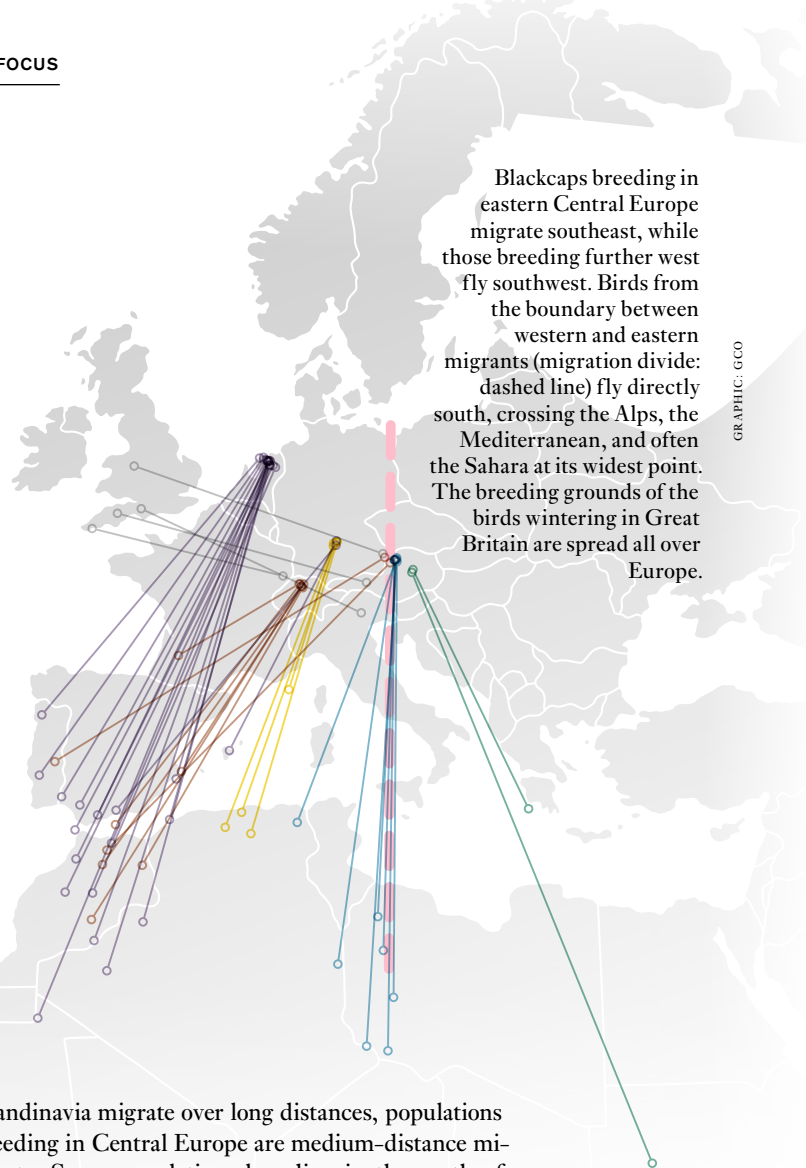 FOCUS
Blackcaps breeding in
eastern Central Europe
migrate southeast, while
those breeding further west
fly southwest. Birds from
the boundary between
western and eastern
migrants (migration divide:
dashed line) fly directly
south, crossing the Alps, the
Mediterranean, and often
the Sahara at its widest point.
The breeding grounds of the
birds wintering in Great
Britain are spread all over
Europe.
GRAPHIC: GCO
andinavia migrate over long distances, populations
eeding in Central Europe are medium-distance mi-